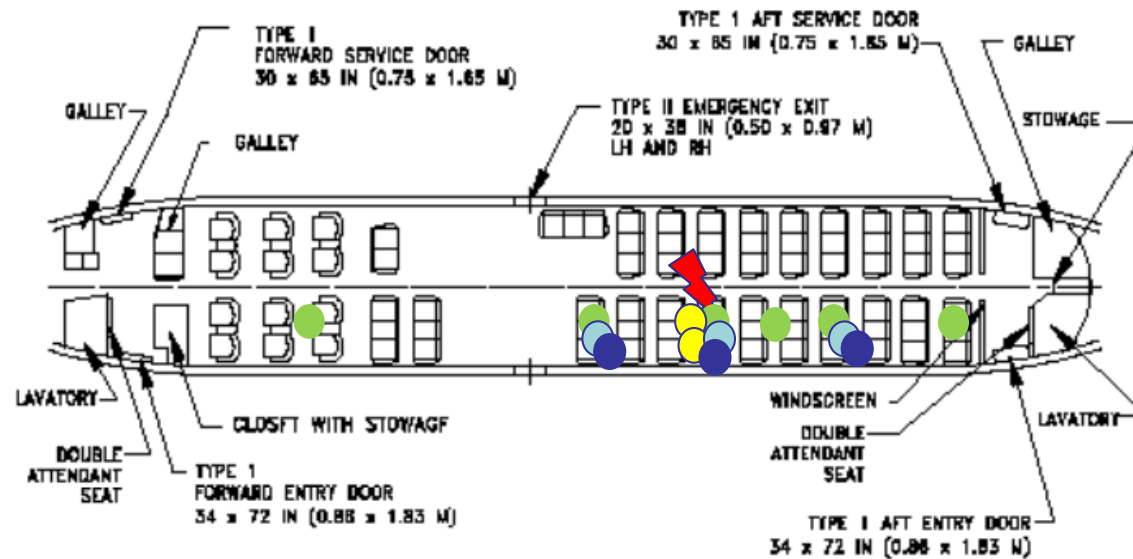 TYPE I
FORWARD SERVICE DOOR
30 x 65 IN (0.75 x 1.65 M)
TYPE 1 AFT SERVICE DOOR
30 x 65 IN (0.75 x 1.65 M)
GALLEY
GALLEY
GALLEY
TYPE II EMERGENCY EXIT
20 x 38 IN (0.50 x 0.97 M)
LH AND RH
STOWAGE
LAVATORY
CLOSFT WITH STOWAGF
DOUBLE
ATTENDANT
SEAT
TYPE 1
FORWARD ENTRY DOOR
34 x 72 IN (0.86 x 1.83 M)
WINDSCREEN
DOUBLE
ATTENDANT
SEAT
LAVATORY
TYPE I AFT ENTRY DOOR
34 x 72 IN (0.86 x 1.83 M)